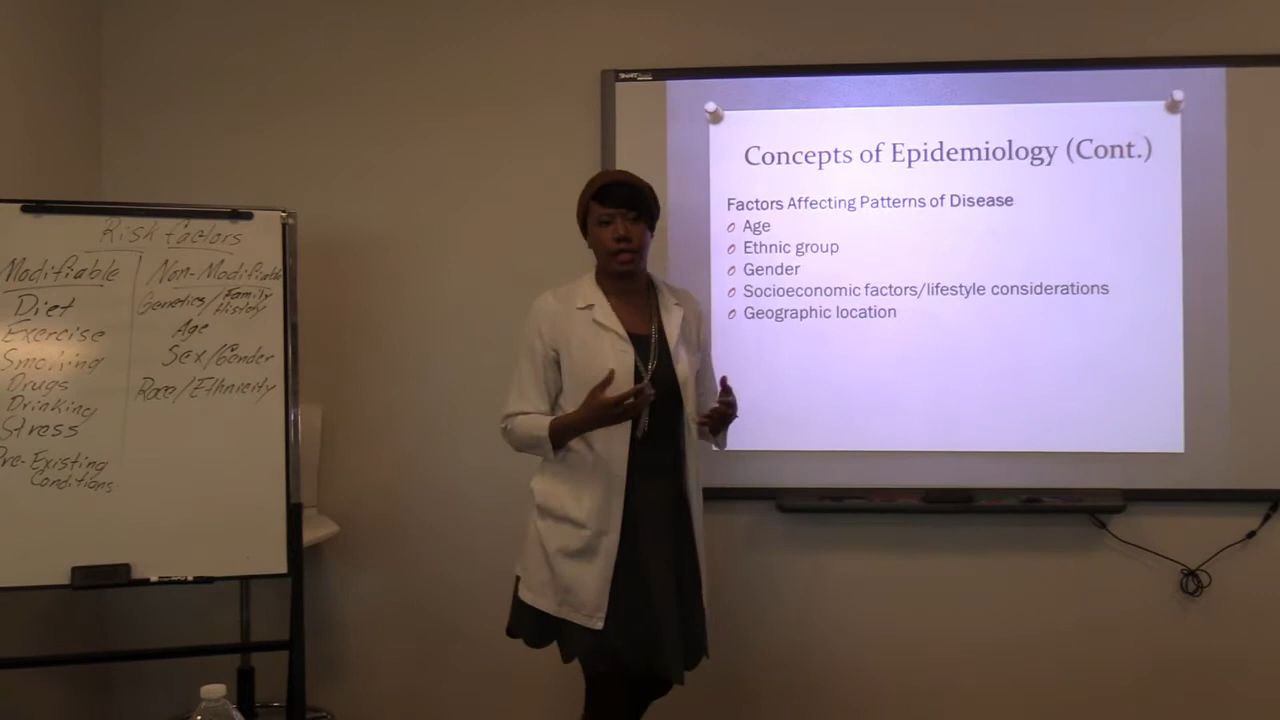 Risk factors
Modifiable
Diet
Exercise
Smoking
Drugs
Drinking
Stress
Pre-Existing
Conditions
Non-Modifiable
Genetics/Family
History
Age
Sex/Gender
Race/Ethnicity
SMART
Concepts of Epidemiology (Cont.)
Factors Affecting Patterns of Disease
Age
Ethnic group
Gender
Socioeconomic factors/lifestyle considerations
Geographic location